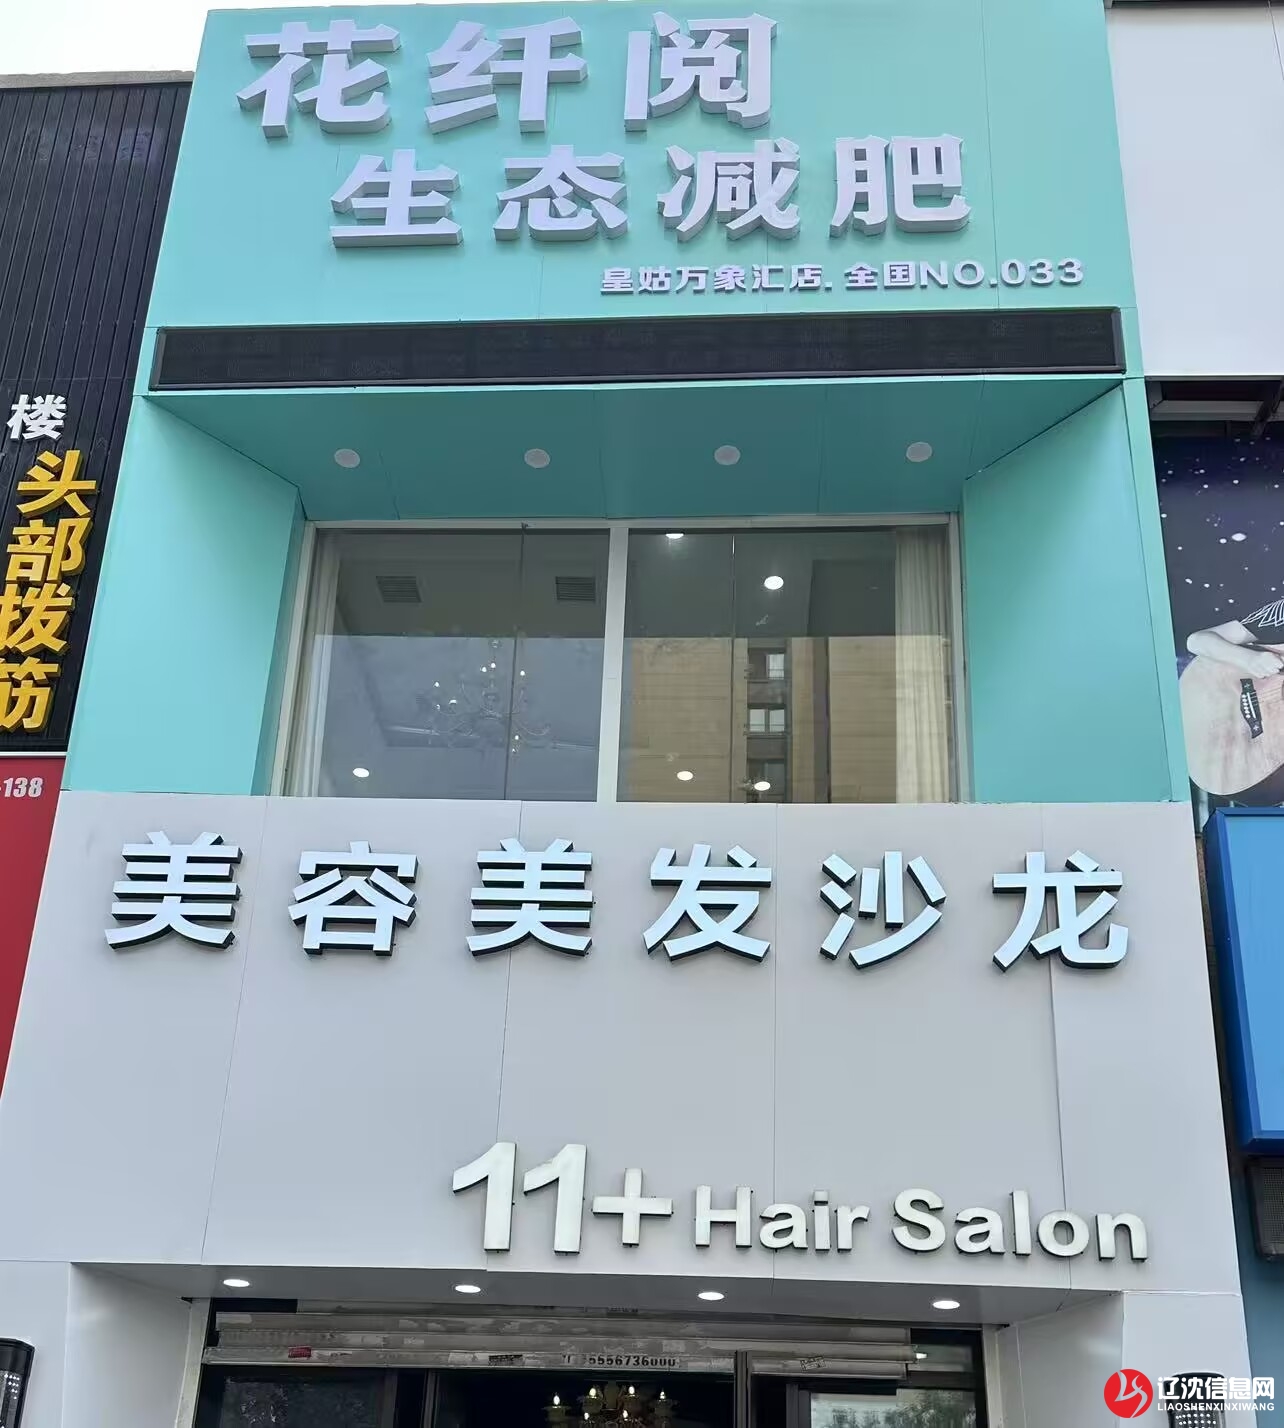 花纤阅
生态减肥
皇姑万象汇店.全国NO.033
楼
头部拨筋
-138
美容美发沙龙
11+Hair Salon
5556736000
辽沈信息网
LIAOSHENXINXIWANG